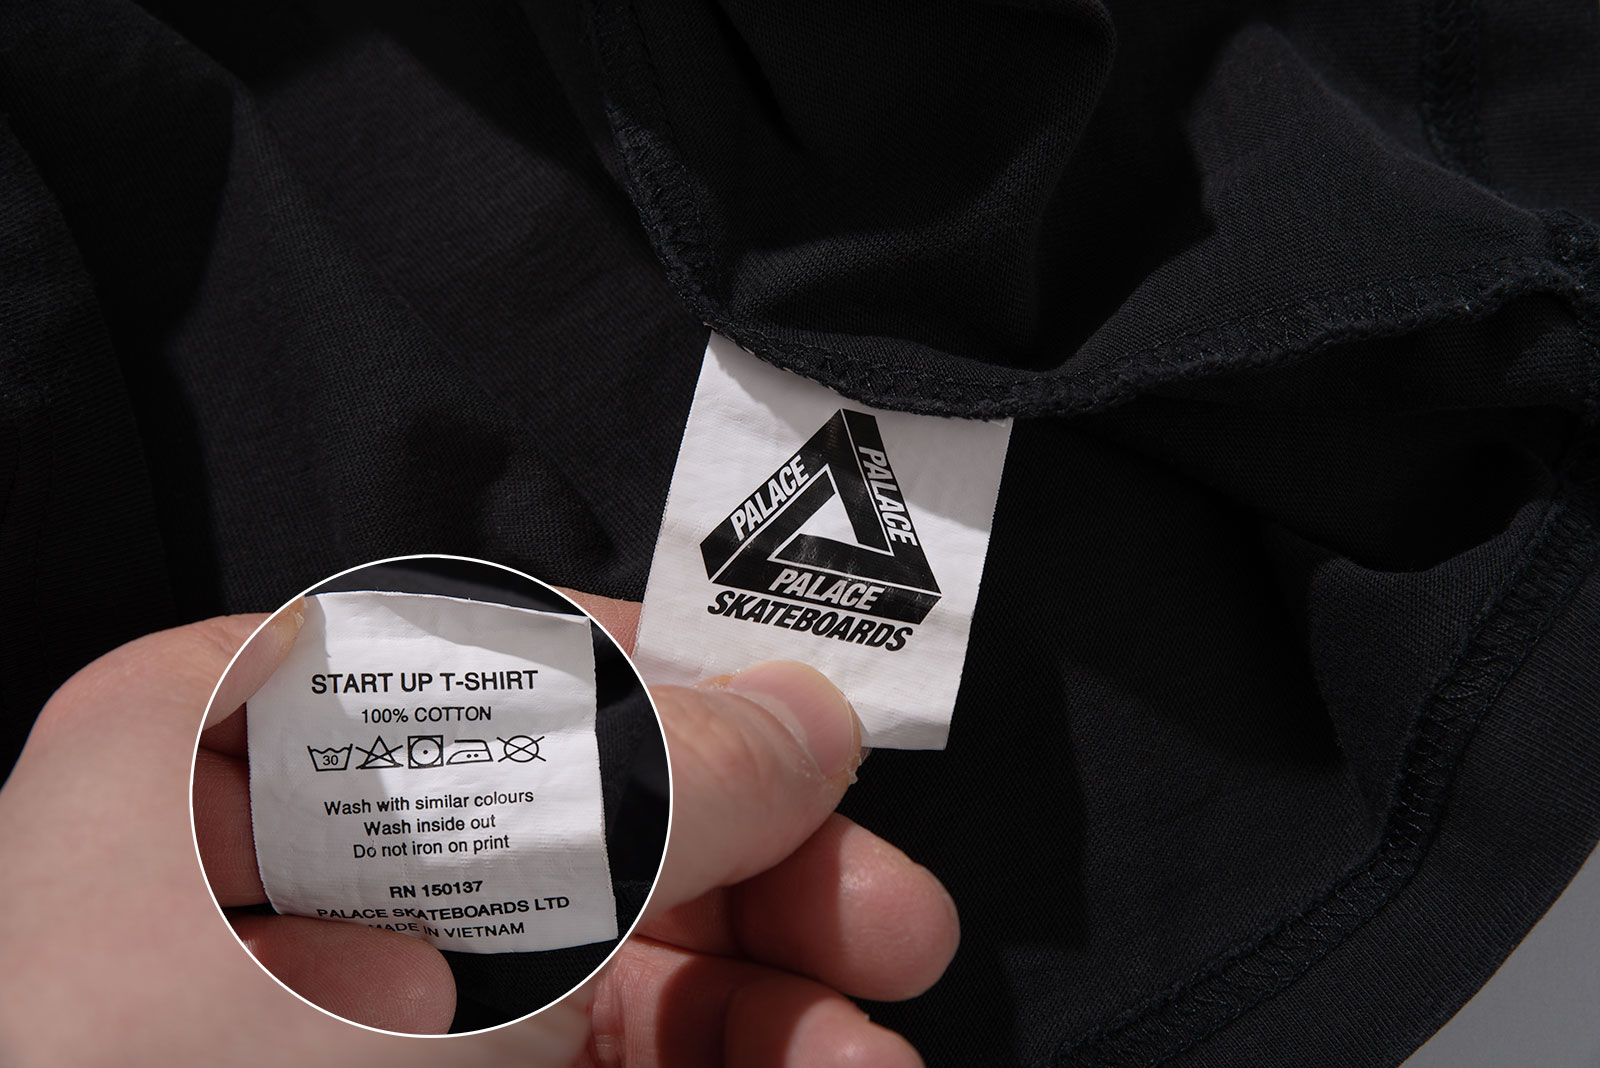 PALACE
PALACE
PALACE
SKATEBOARDS
START UP T-SHIRT
100% COTTON
30
Wash with similar colours
Wash inside out
Do not iron on print
RN 150137
PALACE SKATEBOARDS LTD
MADE IN VIETNAM